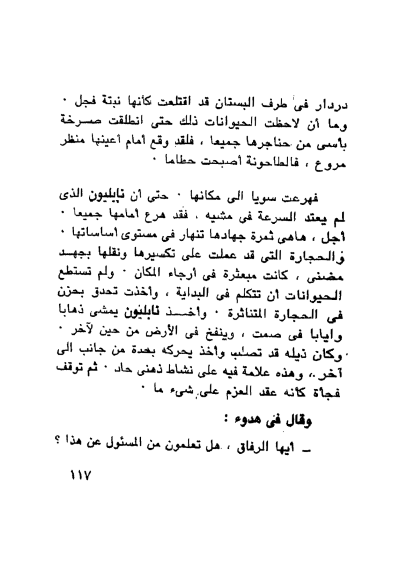 دردار فى طرف البستان قد اقتلعت كأنها نبتة فجل ·
وما أن لاحظت الحيوانات ذلك حتى انطلقت صرخة
بأسى من حناجرها جميعا ، فلقد وقع أمام أعينها منظر
مروع ، فالطاحونة أصبحت حطاما ·
فهرعت سويا الى مكانها · حتى أن نابليون الذى
لم يعتد السرعة فى مشيه ، فقد هرع أمامها جميعا ·
أجل ، هاهى ثمرة جهادها تنهار فى مستوى أساساتها ·
والحجارة التى قد عملت على تكسيرها ونقلها بجهد
مضنى ، كانت مبعثرة فى أرجاء المكان · ولم تستطع
الحيوانات أن تتكلم فى البداية ، وأخذت تحدق بحزن
فى الحجارة المتناثرة · وأخذ نابليون يمشى ذهابا
وايابا فى صمت ، وينفخ فى الأرض من حين لآخر ·
وكان ذيله قد تصلب وأخذ يحركه بحدة من جانب الى
آخر ، وهذه علامة فيه على نشاط ذهنى حاد · ثم توقف
فجأة كأنه عقد العزم على شىء ما ·
وقال فى هدوء :
ــ أيها الرفاق ، هل تعلمون من المسئول عن هذا ؟
١١٧